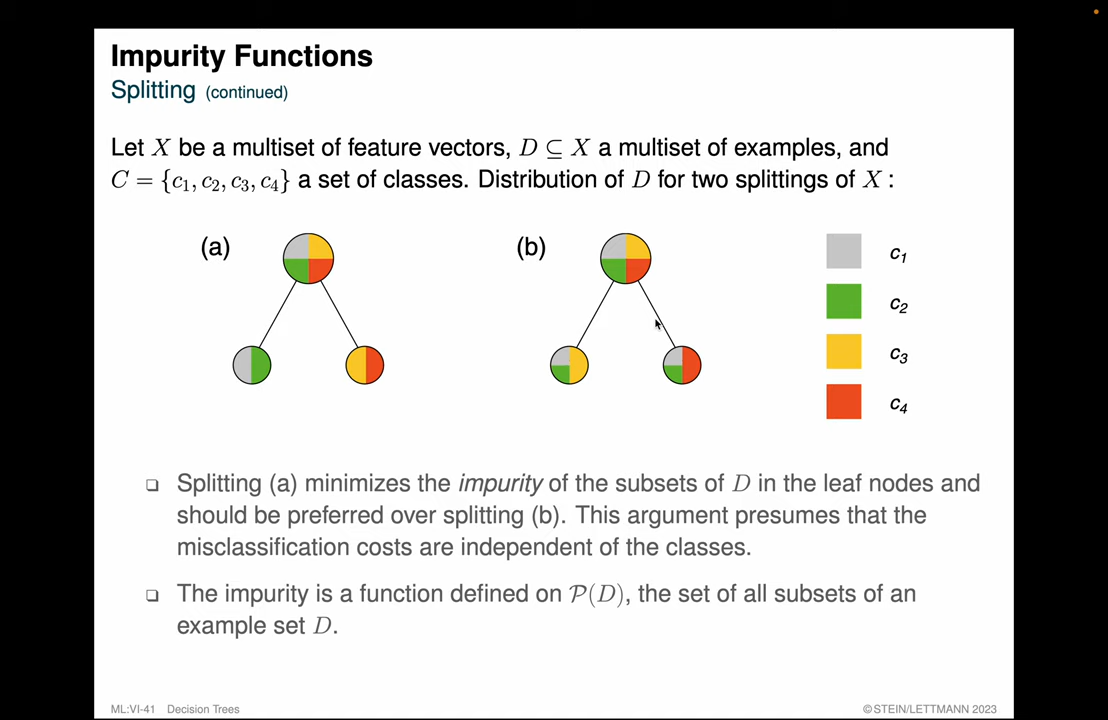 Impurity Functions
Splitting (continued)
Let X be a multiset of feature vectors, D ⊆ X a multiset of examples, and
C = {c₁, c₂, c₃, c₄} a set of classes. Distribution of D for two splittings of X :
(a) (b) c₁
c₂
c₃
c₄
❑ Splitting (a) minimizes the impurity of the subsets of D in the leaf nodes and
should be preferred over splitting (b). This argument presumes that the
misclassification costs are independent of the classes.
❑ The impurity is a function defined on 𝒫(D), the set of all subsets of an
example set D.
ML:VI-41 Decision Trees ©STEIN/LETTMANN 2023